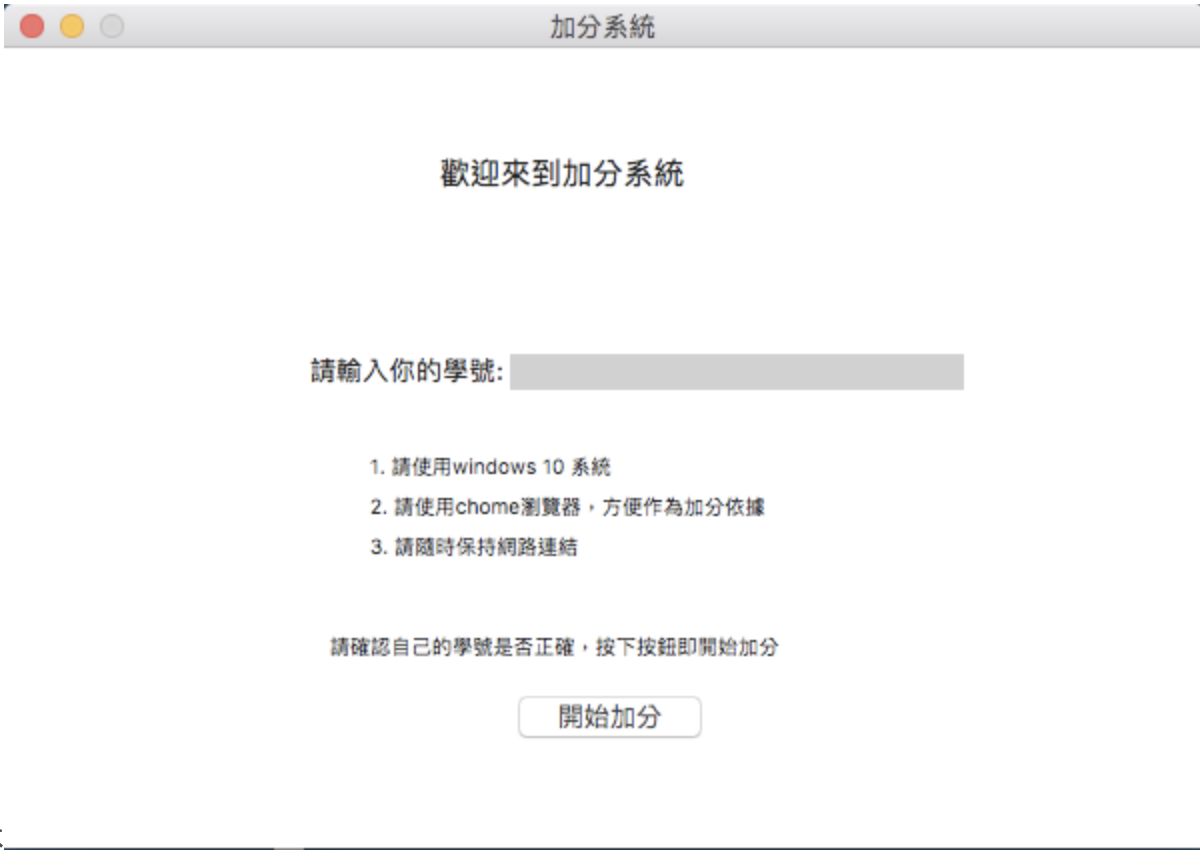 加分系統
歡迎來到加分系統
請輸入你的學號:
1. 請使用windows 10 系統
2. 請使用chome瀏覽器，方便作為加分依據
3. 請隨時保持網路連結
請確認自己的學號是否正確，按下按鈕即開始加分
開始加分